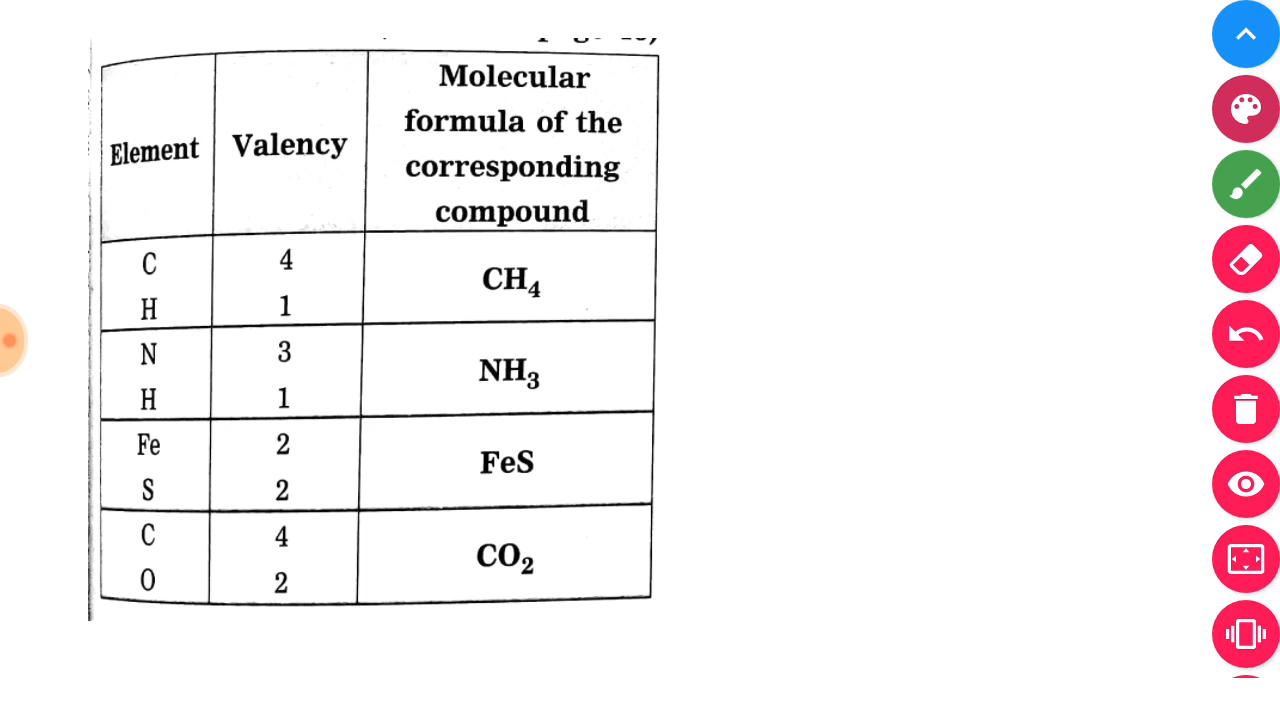 Element Valency Molecular formula of the corresponding compound
C 4 CH₄
H 1
N 3 NH₃
H 1
Fe 2 FeS
S 2
C 4 CO₂
O 2